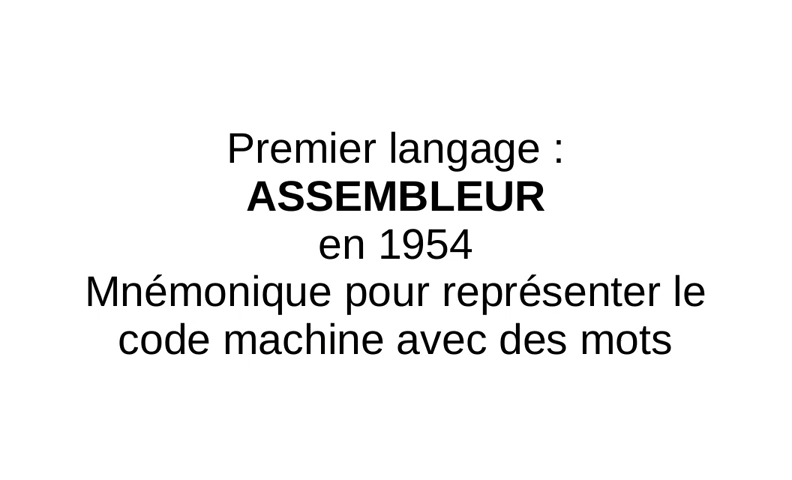 Premier langage :
ASSEMBLEUR
en 1954
Mnémonique pour représenter le
code machine avec des mots